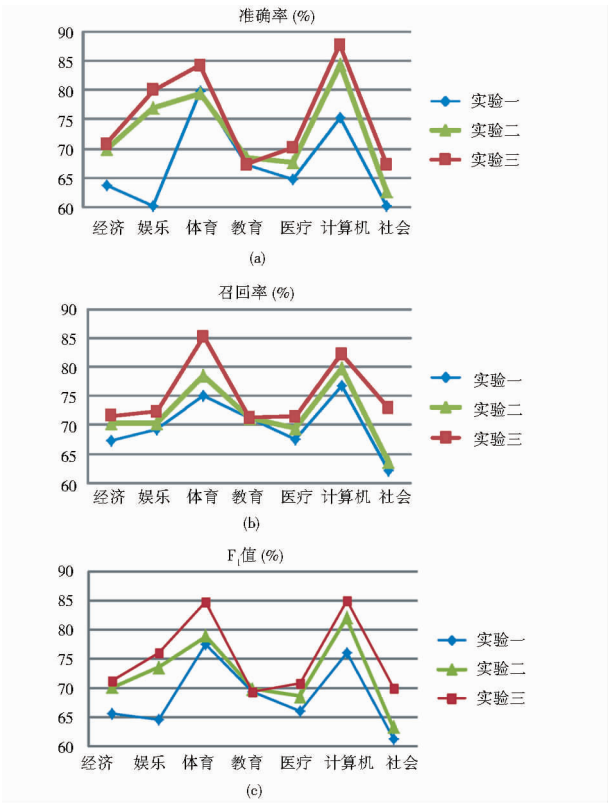 准确率 (%)
90
85
80
75
70
65
60
经济 娱乐 体育 教育 医疗 计算机 社会
实验一
实验二
实验三
(a)
召回率 (%)
90
85
80
75
70
65
60
经济 娱乐 体育 教育 医疗 计算机 社会
实验一
实验二
实验三
(b)
F₁值 (%)
90
85
80
75
70
65
60
经济 娱乐 体育 教育 医疗 计算机 社会
实验一
实验二
实验三
(c)